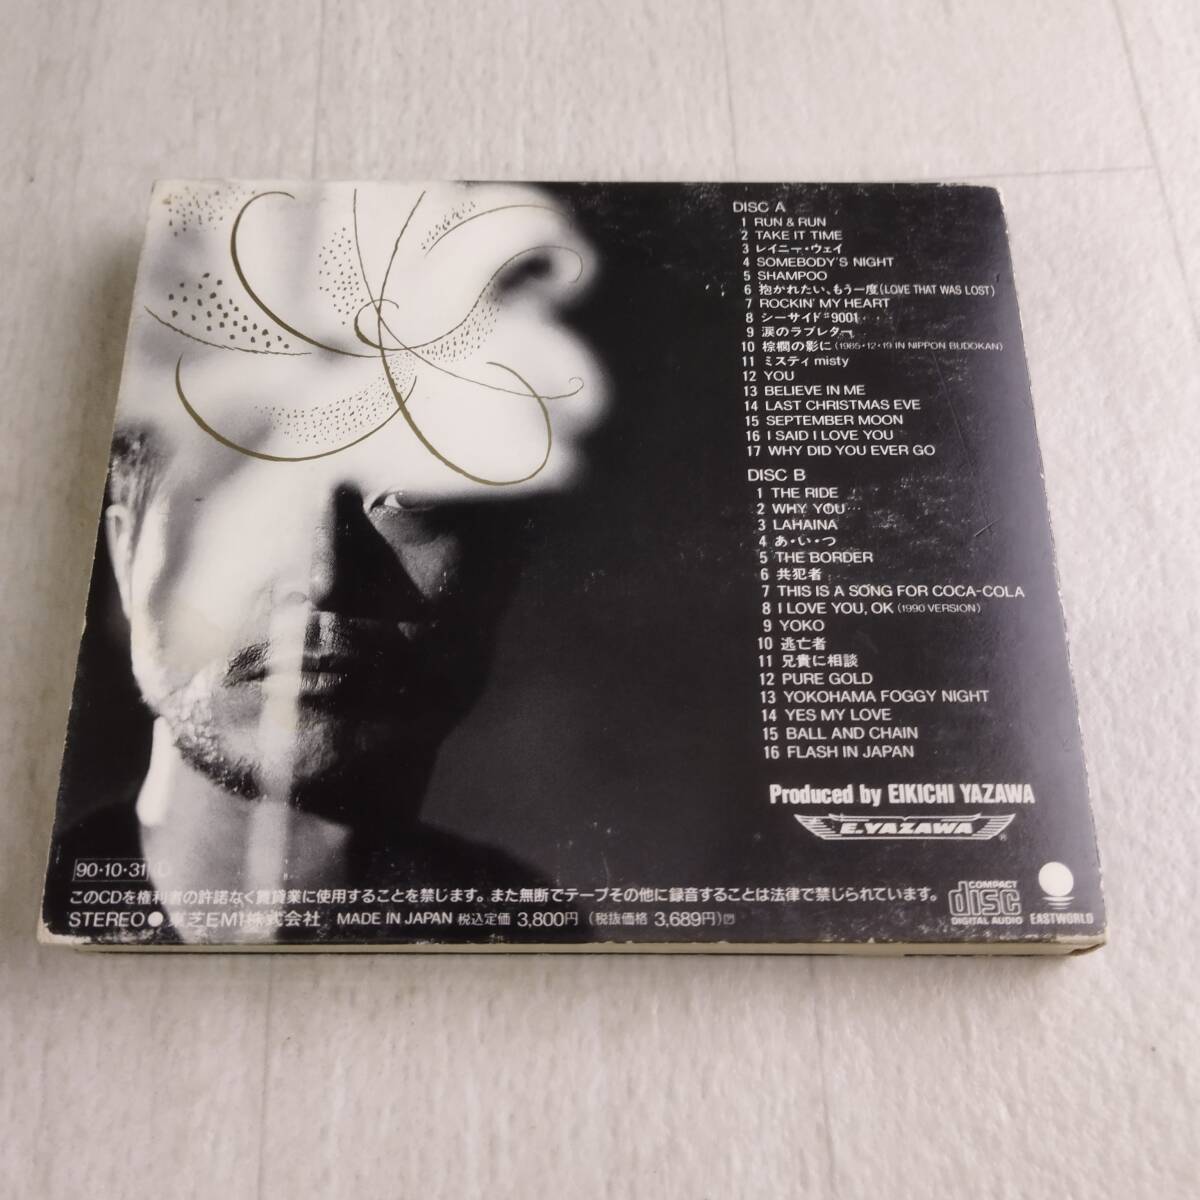 DISC A
1 RUN & RUN
2 TAKE IT TIME
3 レイニー・ウェイ
4 SOMEBODY'S NIGHT
5 SHAMPOO
6 抱かれたい、もう一度 (LOVE THAT WAS LOST)
7 ROCKIN' MY HEART
8 シーサイド#9001
9 涙のラブレター
10 棕櫚の影に (1985・12・19 IN NIPPON BUDOKAN)
11 ミスティ misty
12 YOU
13 BELIEVE IN ME
14 LAST CHRISTMAS EVE
15 SEPTEMBER MOON
16 I SAID I LOVE YOU
17 WHY DID YOU EVER GO
DISC B
1 THE RIDE
2 WHY YOU…
3 LAHAINA
4 あ・い・つ
5 THE BORDER
6 共犯者
7 THIS IS A SONG FOR COCA-COLA
8 I LOVE YOU, OK (1990 VERSION)
9 YOKO
10 逃亡者
11 兄貴に相談
12 PURE GOLD
13 YOKOHAMA FOGGY NIGHT
14 YES MY LOVE
15 BALL AND CHAIN
16 FLASH IN JAPAN
Produced by EIKICHI YAZAWA
E.YAZAWA ®
90・10・31
このCDを権利者の許諾なく賃貸業に使用することを禁じます。また無断でテープその他に録音することは法律で禁じられています。
STEREO● 東芝EMI株式会社 MADE IN JAPAN 税込定価 3,800円 (税抜価格 3,689円)
COMPACT disc DIGITAL AUDIO
EASTWORLD